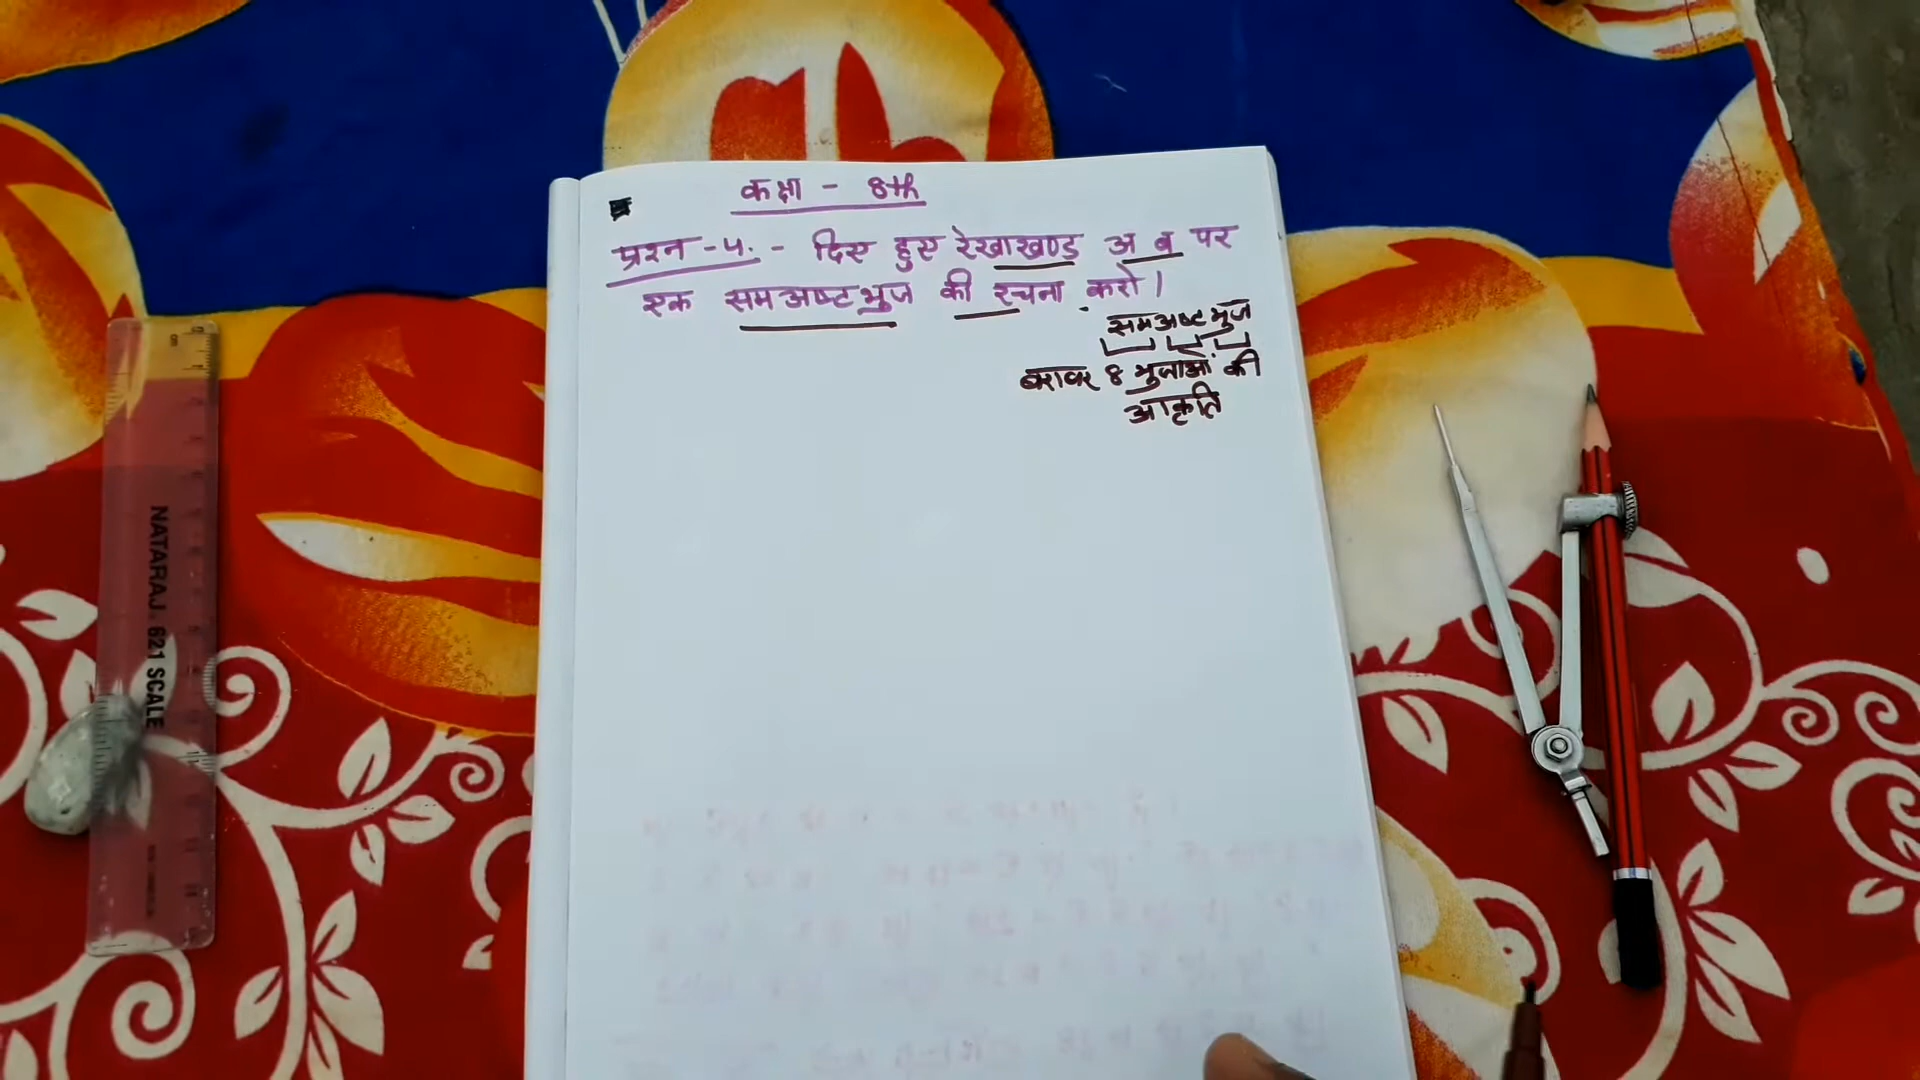 कक्षा - 8th
प्रश्न - 4. - दिए हुए रेखाखण्ड अ ब पर
एक समअष्टभुज की रचना करो।
समअष्टभुज
बराबर 8 भुजाओं की
आकृति
NATARAJ 621 SCALE